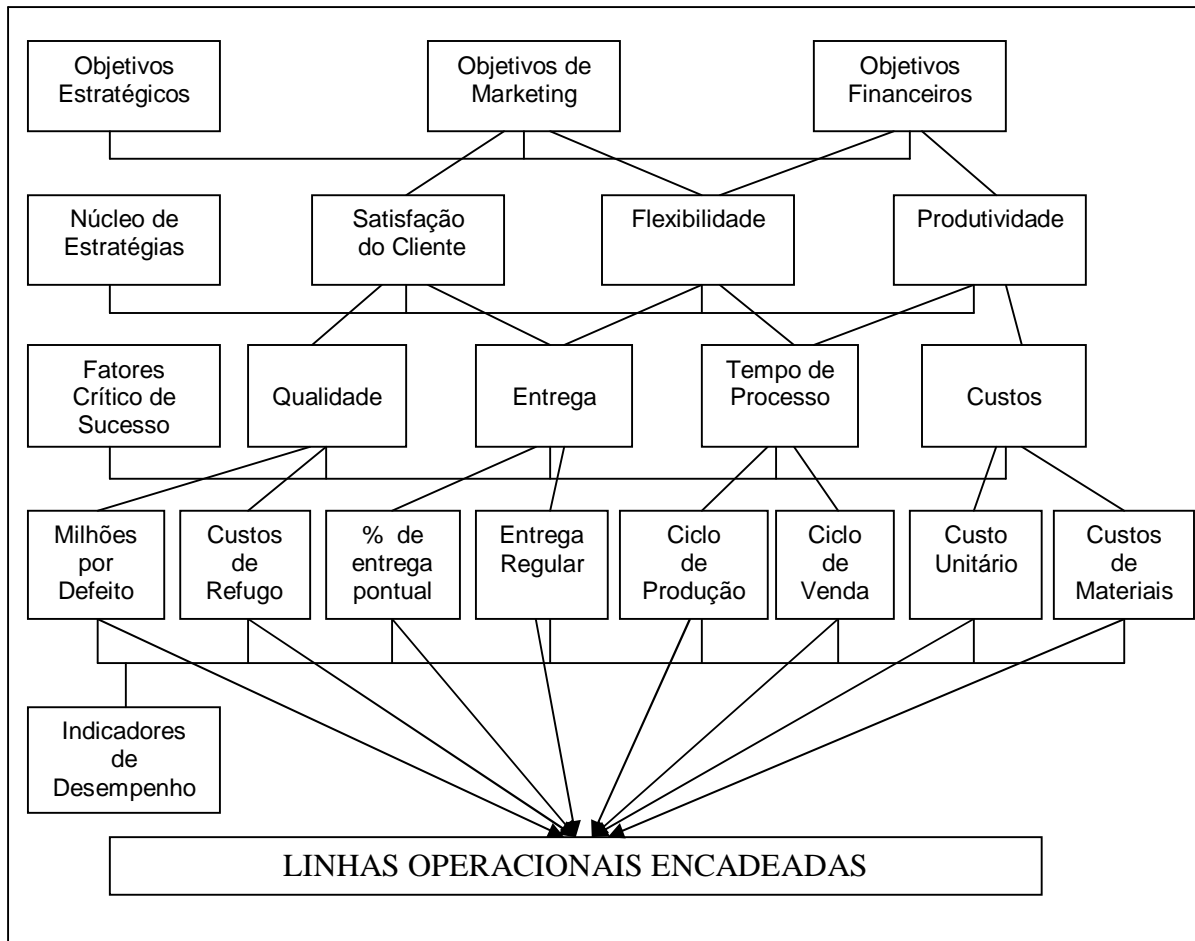 Objetivos
Estratégicos
Objetivos de
Marketing
Objetivos
Financeiros
Núcleo de
Estratégias
Satisfação
do Cliente
Flexibilidade
Produtividade
Fatores
Crítico de
Sucesso
Qualidade
Entrega
Tempo de
Processo
Custos
Milhões
por
Defeito
Custos
de
Refugo
% de
entrega
pontual
Entrega
Regular
Ciclo
de
Produção
Ciclo
de
Venda
Custo
Unitário
Custos
de
Materiais
Indicadores
de
Desempenho
LINHAS OPERACIONAIS ENCADEADAS